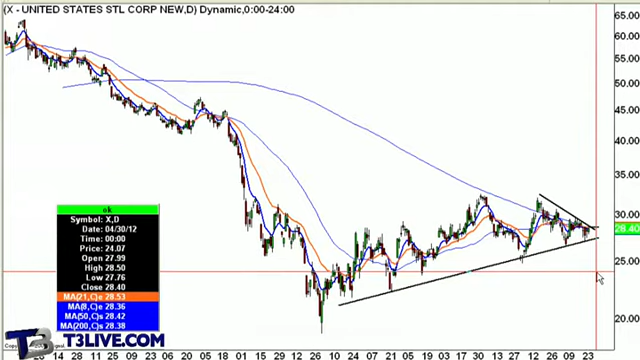 (X - UNITED STATES STL CORP NEW,D) Dynamic,0:00-24:00
65.00
60.00
55.00
50.00
45.00
40.00
35.00
30.00
28.40
25.00
20.00
ok
Symbol: X,D
Date: 04/30/12
Time: 00:00
Price: 24.07
Open 27.99
High 28.50
Low 27.76
Close 28.40
MA(21,C)e 28.53
MA(8,C)e 28.36
MA(50,C)s 28.42
MA(200,C)s 28.38
T3 T3LIVE.COM
14 28 11 25 06 20 05 18 01 15 29 12 26 10 24 07 21 05 19 03 17 30 13 27 12 26 09 23